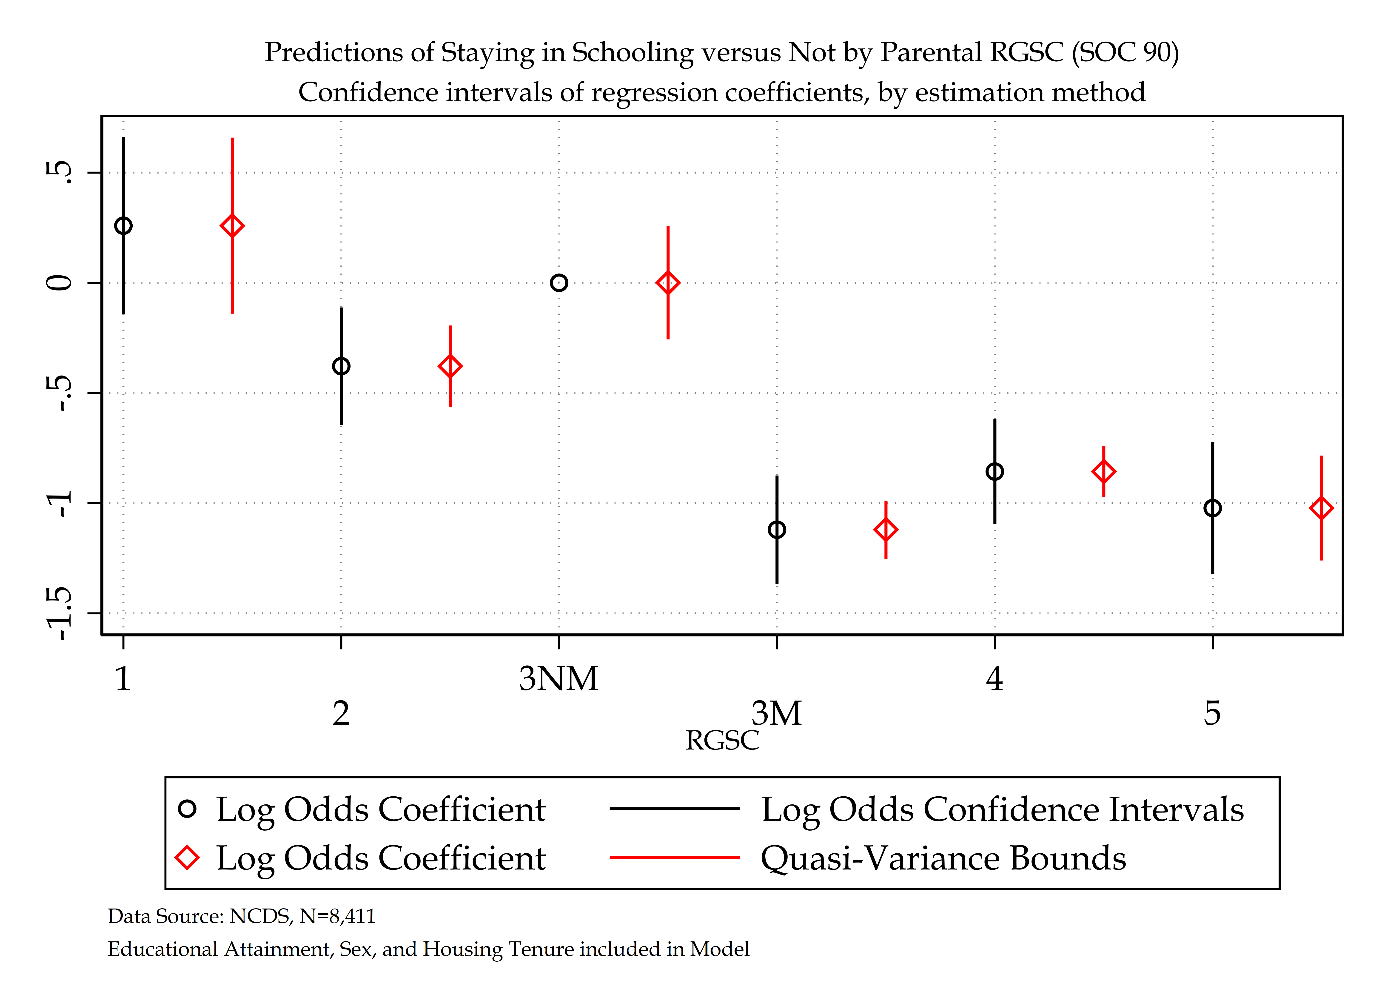 Predictions of Staying in Schooling versus Not by Parental RGSC (SOC 90)
Confidence intervals of regression coefficients, by estimation method
.5
0
-.5
-1
-1.5
1
2
3NM
3M
4
5
RGSC
Log Odds Coefficient
Log Odds Confidence Intervals
Log Odds Coefficient
Quasi-Variance Bounds
Data Source: NCDS, N=8,411
Educational Attainment, Sex, and Housing Tenure included in Model